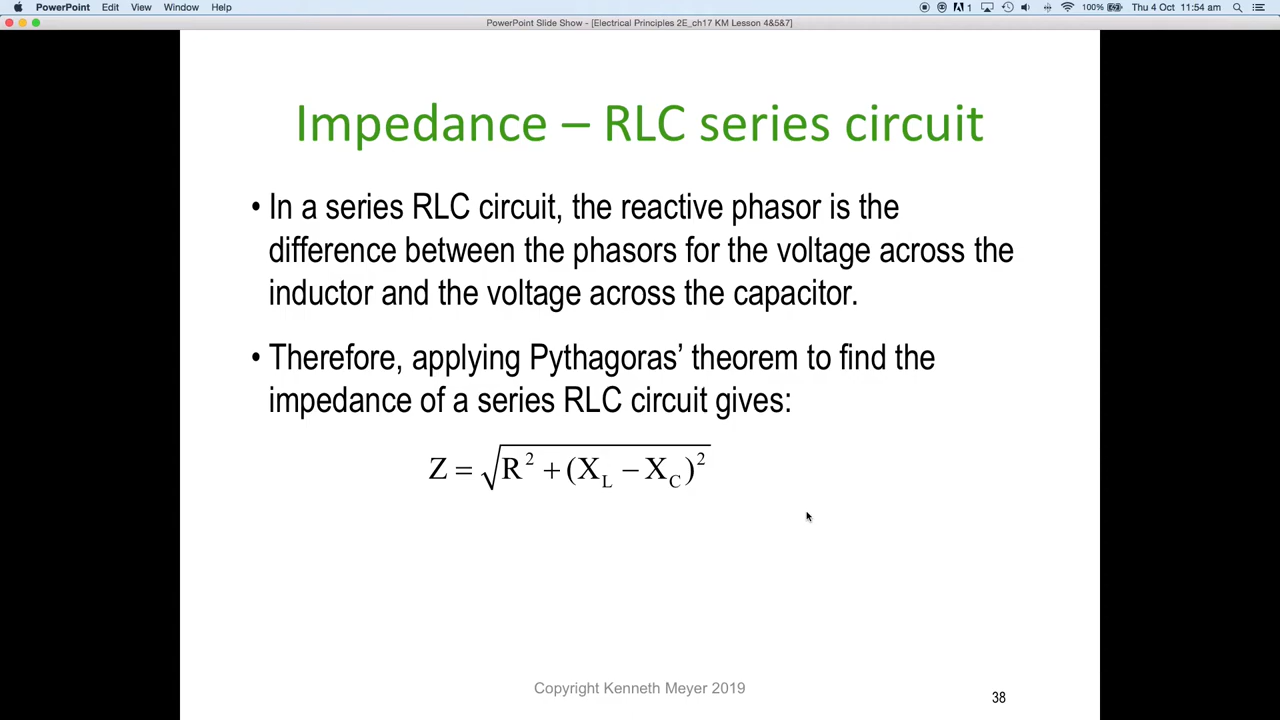 PowerPoint Edit View Window Help 1 100% Thu 4 Oct 11:54 am
PowerPoint Slide Show - [Electrical Principles 2E_ch17 KM Lesson 4&5&7]
Impedance – RLC series circuit
• In a series RLC circuit, the reactive phasor is the
difference between the phasors for the voltage across the
inductor and the voltage across the capacitor.
• Therefore, applying Pythagoras’ theorem to find the
impedance of a series RLC circuit gives:
Z = √R² + (X_L − X_C)²
Copyright Kenneth Meyer 2019
38